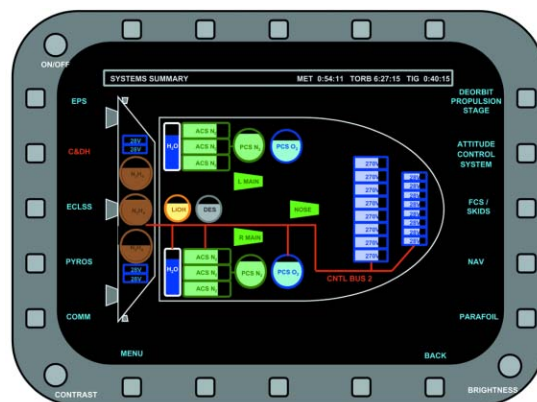 ON/OFF
SYSTEMS SUMMARY MET 0:54:11 TORB 6:27:15 TIG 0:40:15
EPS
C&DH
ECLSS
PYROS
COMM
DEORBIT
PROPULSION
STAGE
ATTITUDE
CONTROL
SYSTEM
FCS /
SKIDS
NAV
PARAFOIL
28V
28V
N₂H₄
N₂H₄
N₂H₄
28V
28V
H₂O
ACS N₂
ACS N₂
ACS N₂
PCS N₂
PCS O₂
L MAIN
LiOH
DES
NOSE
R MAIN
H₂O
ACS N₂
ACS N₂
ACS N₂
PCS N₂
PCS O₂
270V
270V
270V
270V
270V
270V
270V
270V
28V
28V
28V
28V
28V
28V
28V
28V
CNTL BUS 2
MENU
BACK
CONTRAST
BRIGHTNESS